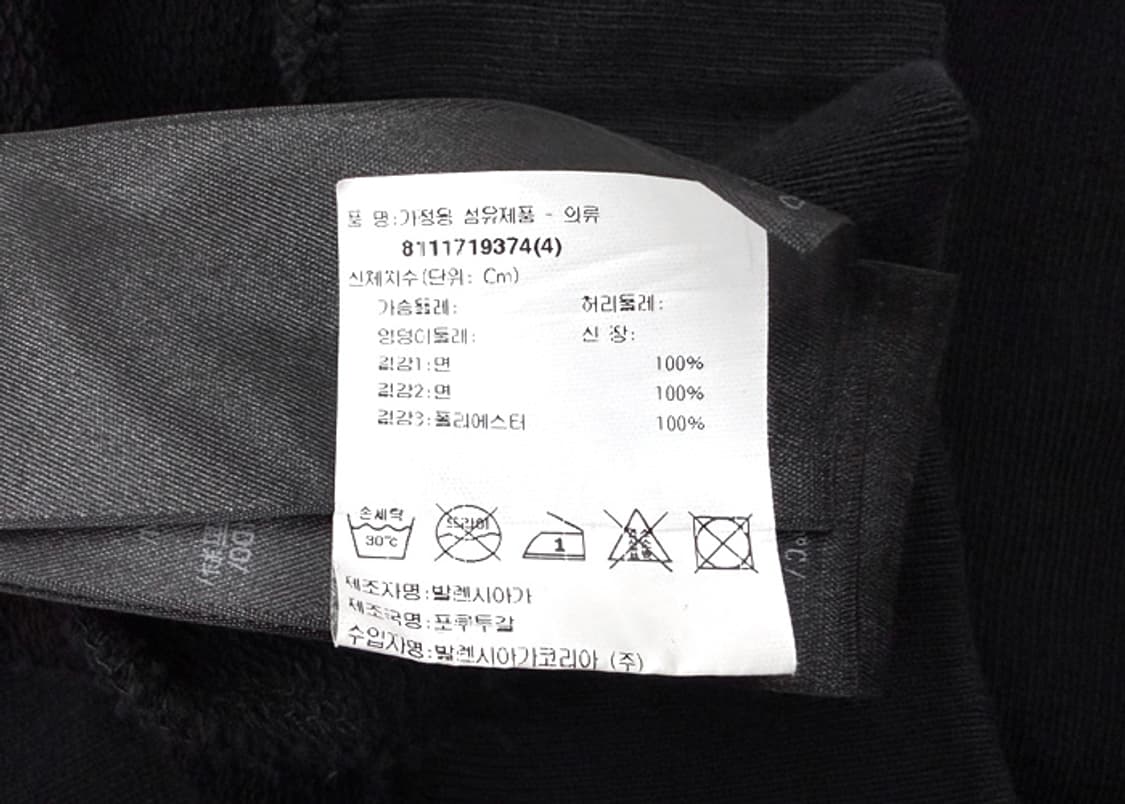 품 명:가정용 섬유제품 - 의류
8111719374(4)
신체치수(단위: Cm)
가슴둘레: 허리둘레:
엉덩이둘레: 신 장:
겉감1:면 100%
겉감2:면 100%
겉감3:폴리에스터 100%
손세탁 드라이
30℃ 1
제조자명:발렌시아가
제조국명:포루투갈
수입자명:발렌시아가코리아 (주)